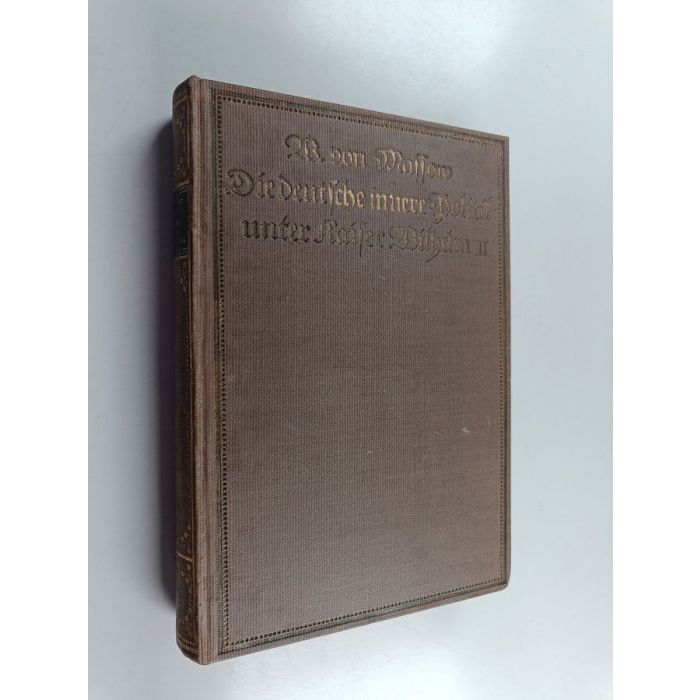 W. von Massow
Die deutsche innere Politik
unter Kaiser Wilhelm II